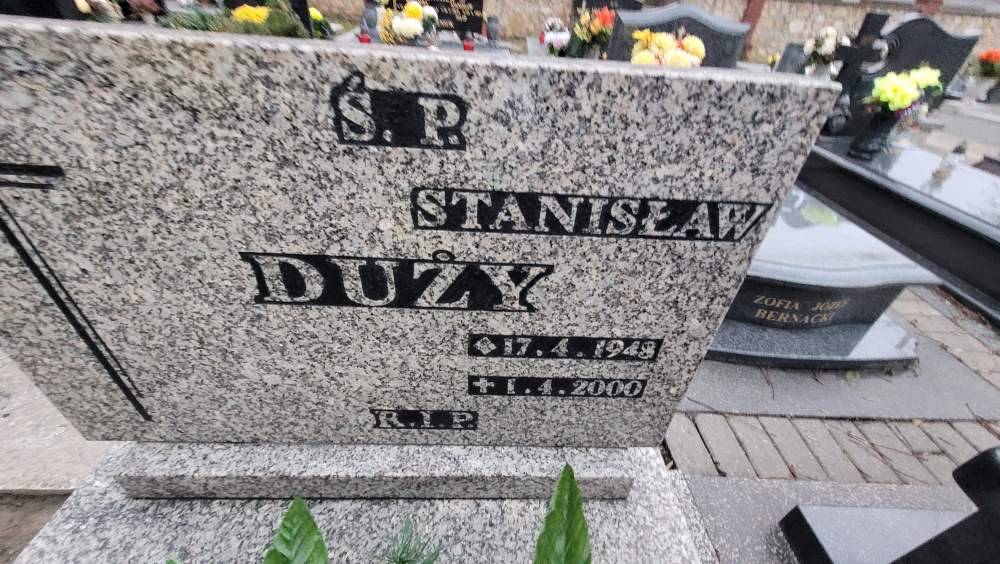 Ś. P.
STANISŁAW
DUŻY
17.4.1948
+ 1.4.2000
R.I.P.
ZOFIA JÓZEF
BERNACKI